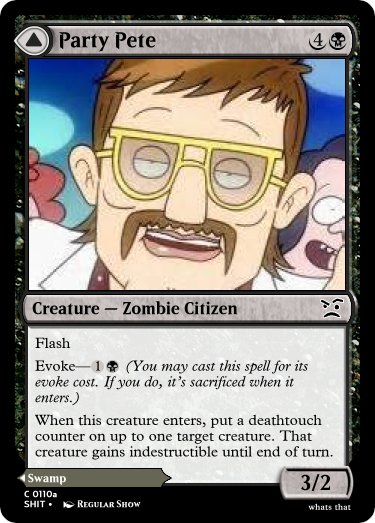 Party Pete 4
Creature — Zombie Citizen
Flash
Evoke—1 (You may cast this spell for its
evoke cost. If you do, it's sacrificed when it
enters.)
When this creature enters, put a deathtouch
counter on up to one target creature. That
creature gains indestructible until end of turn.
Swamp
3/2
C 0110a
SHIT • Regular Show
whats that